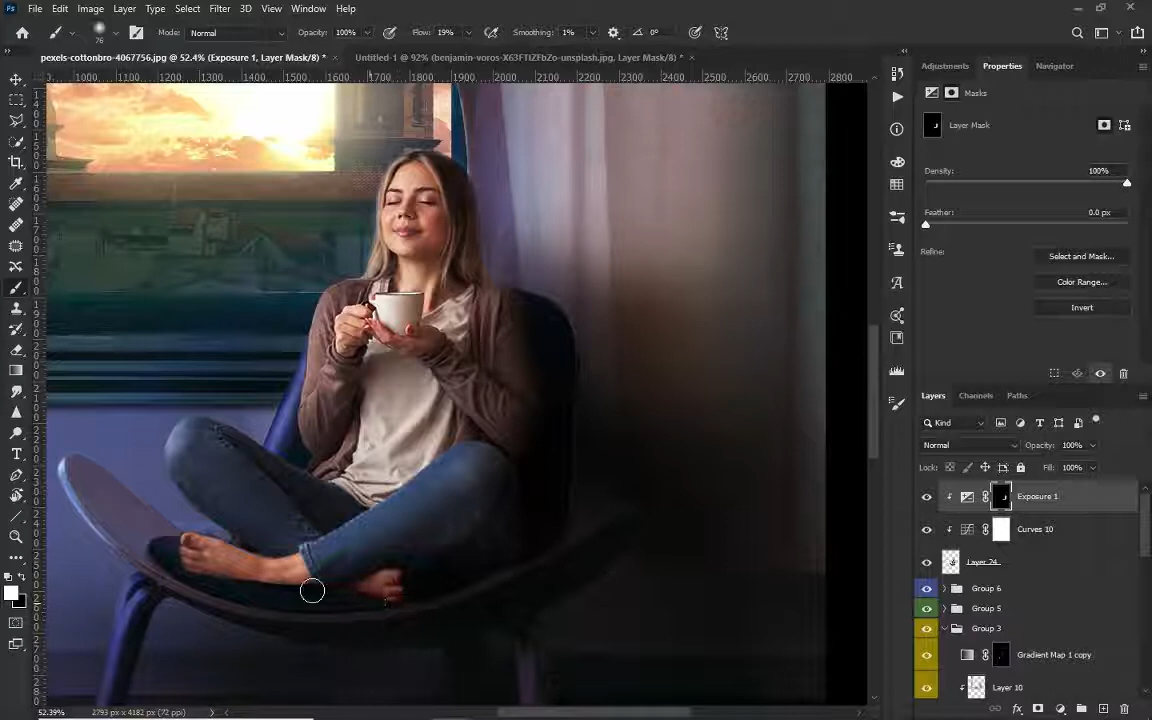 Ps File Edit Image Layer Type Select Filter 3D View Window Help
76 Mode: Normal Opacity: 100% Flow: 19% Smoothing: 1% 0°
pexels-cottonbro-4067756.jpg @ 52.4% (Exposure 1, Layer Mask/8) * × Untitled-1 @ 92% (benjamin-voros-X63FTIZFbZo-unsplash.jpg, Layer Mask/8) * ×
1000 1100 1200 1300 1400 1500 1600 1700 1800 1900 2000 2100 2200 2300 2400 2500 2600 2700 2800
Adjustments Properties Navigator
Masks
Layer Mask
Density: 100%
Feather: 0.0 px
Refine: Select and Mask...
Color Range...
Invert
Layers Channels Paths
Kind
Normal Opacity: 100%
Lock: Fill: 100%
Exposure 1
Curves 10
Layer 24
Group 6
Group 5
Group 3
Gradient Map 1 copy
Layer 10
52.39% 2793 px x 4182 px (72 ppi)